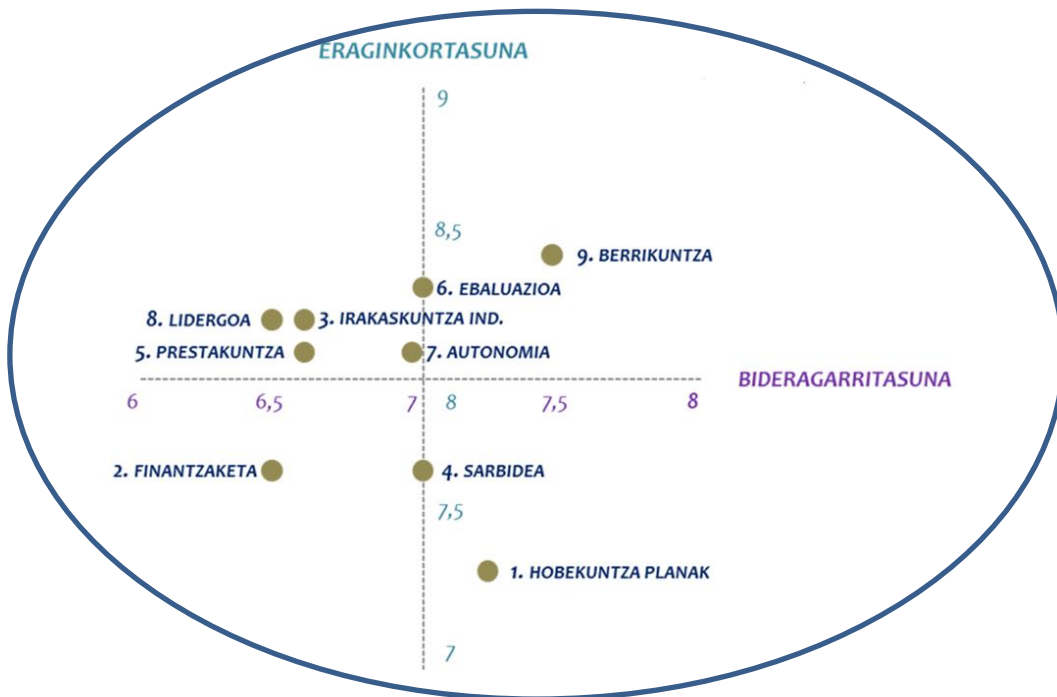 ERAGINKORTASUNA
9
8,5
9. BERRIKUNTZA
6. EBALUAZIOA
8. LIDERGOA
3. IRAKASKUNTZA IND.
5. PRESTAKUNTZA
7. AUTONOMIA
BIDERAGARRITASUNA
6
6,5
7
8
7,5
8
2. FINANTZAKETA
4. SARBIDEA
7,5
1. HOBEKUNTZA PLANAK
7